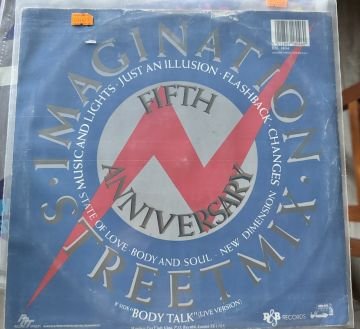 IMAGINATION
STREETMIX
MUSIC AND LIGHTS · JUST AN ILLUSION · FLASHBACK · CHANGES
STATE OF LOVE · BODY AND SOUL · NEW DIMENSION
FIFTH
ANNIVERSARY
"BODY TALK" (LIVE VERSION)
R&B RECORDS